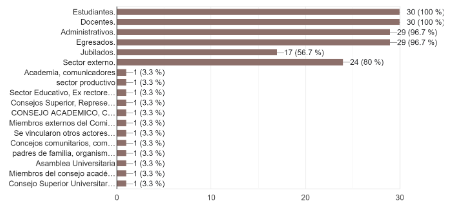 Estudiantes. 30 (100 %)
Docentes. 30 (100 %)
Administrativos. 29 (96.7 %)
Egresados. 29 (96.7 %)
Jubilados. 17 (56.7 %)
Sector externo. 24 (80 %)
Academia, comunicadores 1 (3.3 %)
sector productivo 1 (3.3 %)
Sector Educativo, Ex rectore… 1 (3.3 %)
Consejos Superior, Represe… 1 (3.3 %)
CONSEJO ACADEMICO, C… 1 (3.3 %)
Miembros externos del Comi… 1 (3.3 %)
Se vincularon otros actores… 1 (3.3 %)
Concejos comunitarios, com… 1 (3.3 %)
padres de familia, organism… 1 (3.3 %)
Asamblea Universitaria 1 (3.3 %)
Miembros del consejo acadé… 1 (3.3 %)
Consejo Superior Universitar… 1 (3.3 %)
0 10 20 30